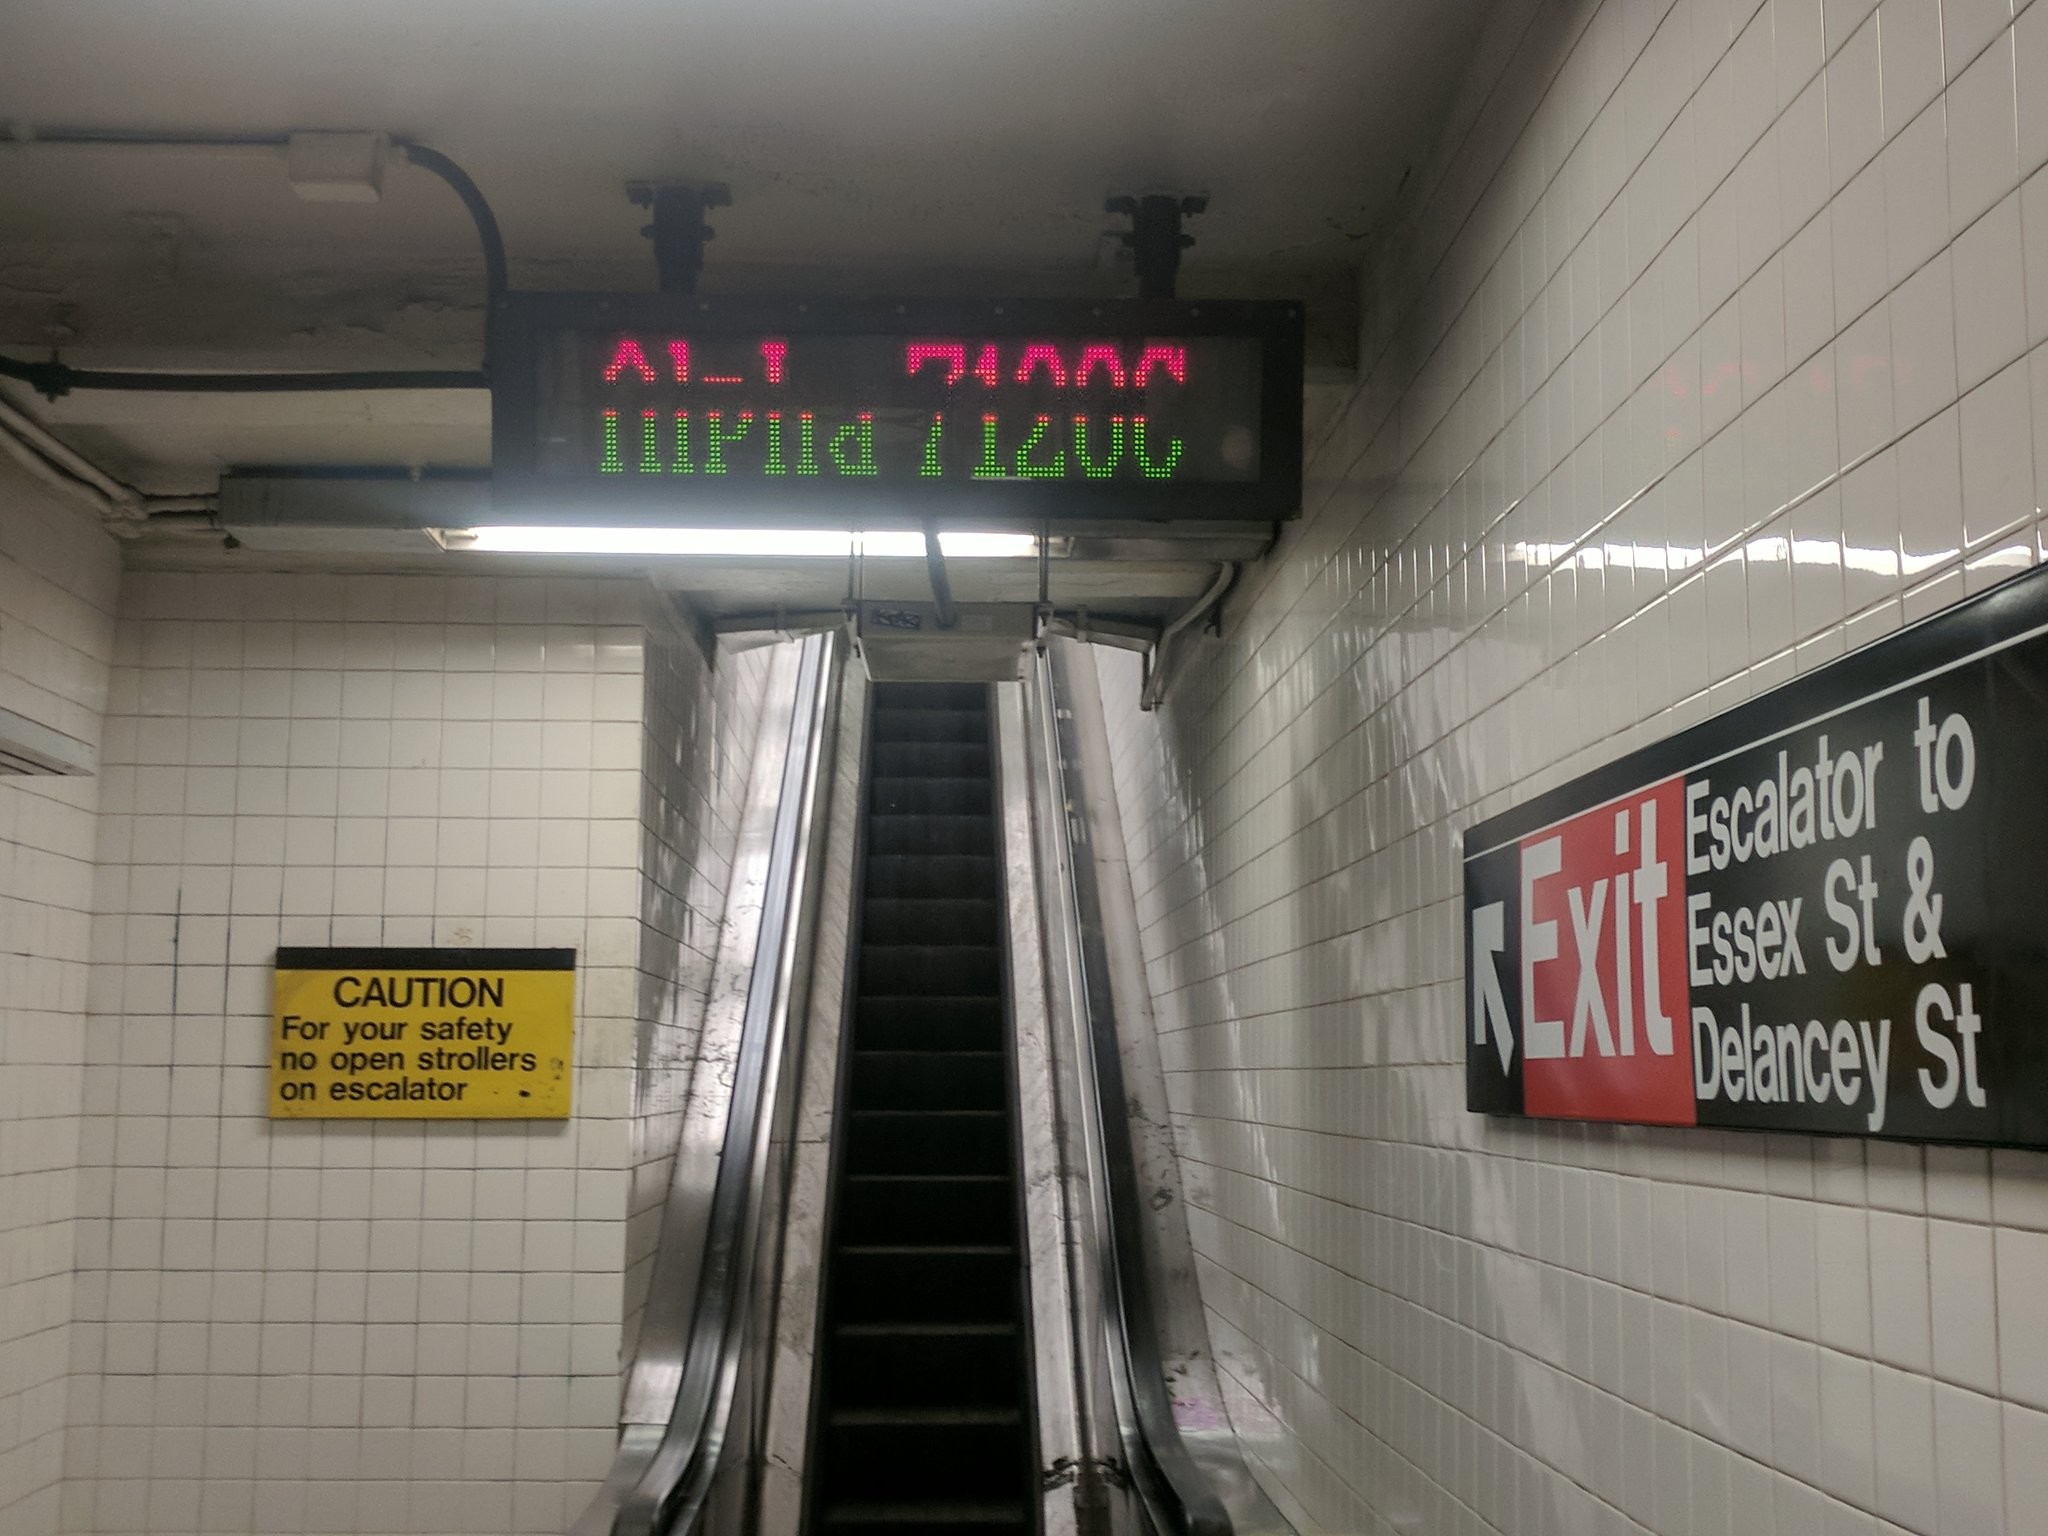 CAUTION
For your safety
no open strollers
on escalator
Exit
Escalator to
Essex St &
Delancey St